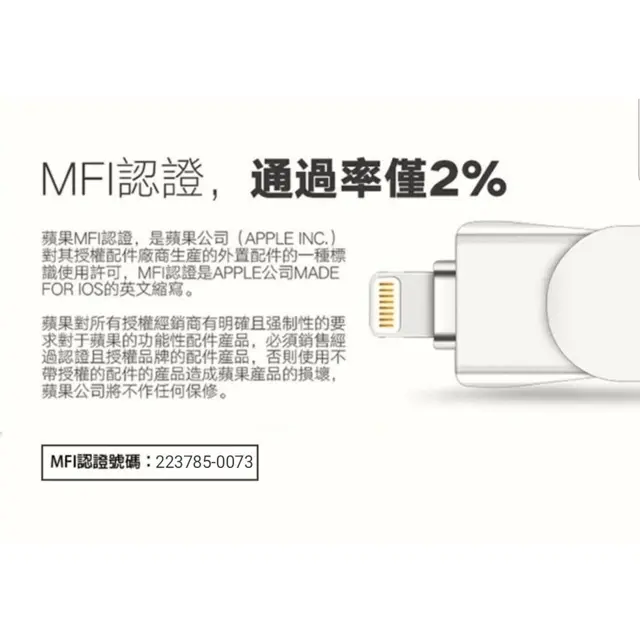 MFI認證，通過率僅2%
蘋果MFI認證，是蘋果公司（APPLE INC.）
對其授權配件廠商生產的外置配件的一種標
識使用許可，MFI認證是APPLE公司MADE
FOR IOS的英文縮寫。
蘋果對所有授權經銷商有明確且强制性的要
求對于蘋果的功能性配件產品，必須銷售經
過認證且授權品牌的配件產品，否則使用不
帶授權的配件的產品造成蘋果産品的損壞，
蘋果公司將不作任何保修。
MFI認證號碼：223785-0073